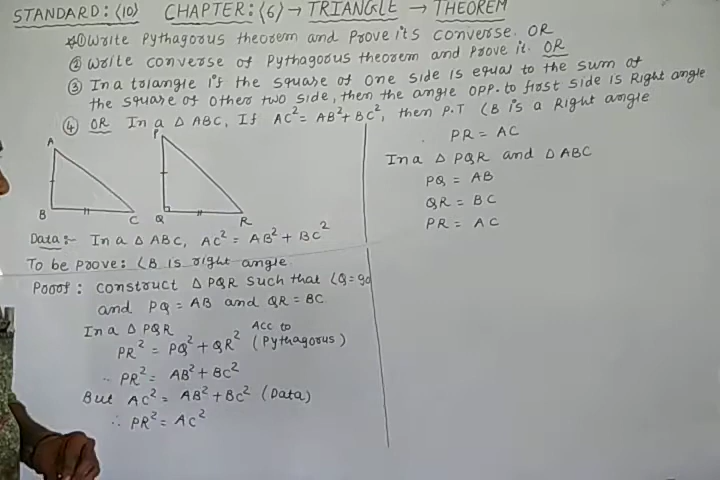 STANDARD: <10> CHAPTER: <6> → TRIANGLE → THEOREM
① Write Pythagorus theorem and Prove it's converse. OR
② Write converse of Pythagorus theorem and Prove it. OR
③ In a triangle if the square of one side is equal to the sum of
the square of other two side, then the angle opp. to first side is Right angle
④ OR In a Δ ABC, If AC² = AB² + BC², then P.T ∠B is a Right angle
A
B
C
P
Q
R
Data:- In a Δ ABC, AC² = AB² + BC²
To be Prove: ∠B is right angle.
Poof: construct Δ PQR such that ∠Q = 90
and PQ = AB and QR = BC
In a Δ PQR
PR² = PQ² + QR² Acc to (Pythagorus)
∴ PR² = AB² + BC²
But AC² = AB² + BC² (Data)
∴ PR² = AC²
PR = AC
In a Δ PQR and Δ ABC
PQ = AB
QR = BC
PR = AC